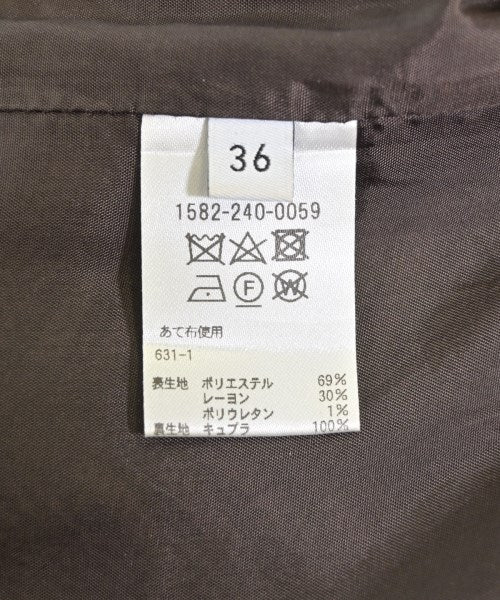 36
1582-240-0059
F W
あて布使用
631-1
表生地 ポリエステル 69%
レーヨン 30%
ポリウレタン 1%
裏生地 キュプラ 100%